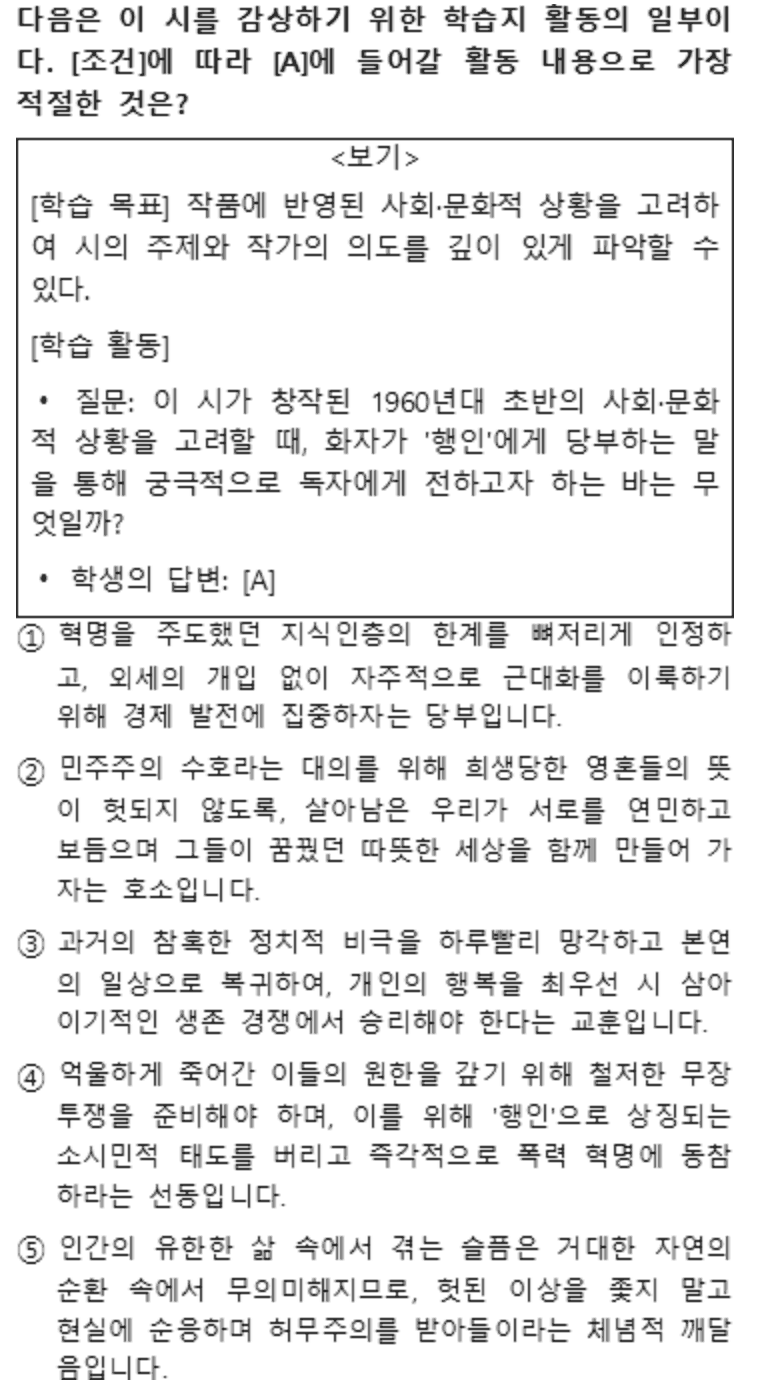 다음은 이 시를 감상하기 위한 학습지 활동의 일부이
다. [조건]에 따라 [A]에 들어갈 활동 내용으로 가장
적절한 것은?
<보기>
[학습 목표] 작품에 반영된 사회·문화적 상황을 고려하
여 시의 주제와 작가의 의도를 깊이 있게 파악할 수
있다.
[학습 활동]
• 질문: 이 시가 창작된 1960년대 초반의 사회·문화
적 상황을 고려할 때, 화자가 '행인'에게 당부하는 말
을 통해 궁극적으로 독자에게 전하고자 하는 바는 무
엇일까?
• 학생의 답변: [A]
① 혁명을 주도했던 지식인층의 한계를 뼈저리게 인정하
고, 외세의 개입 없이 자주적으로 근대화를 이룩하기
위해 경제 발전에 집중하자는 당부입니다.
② 민주주의 수호라는 대의를 위해 희생당한 영혼들의 뜻
이 헛되지 않도록, 살아남은 우리가 서로를 연민하고
보듬으며 그들이 꿈꿨던 따뜻한 세상을 함께 만들어 가
자는 호소입니다.
③ 과거의 참혹한 정치적 비극을 하루빨리 망각하고 본연
의 일상으로 복귀하여, 개인의 행복을 최우선 시 삼아
이기적인 생존 경쟁에서 승리해야 한다는 교훈입니다.
④ 억울하게 죽어간 이들의 원한을 갚기 위해 철저한 무장
투쟁을 준비해야 하며, 이를 위해 '행인'으로 상징되는
소시민적 태도를 버리고 즉각적으로 폭력 혁명에 동참
하라는 선동입니다.
⑤ 인간의 유한한 삶 속에서 겪는 슬픔은 거대한 자연의
순환 속에서 무의미해지므로, 헛된 이상을 좇지 말고
현실에 순응하며 허무주의를 받아들이라는 체념적 깨달
음입니다.